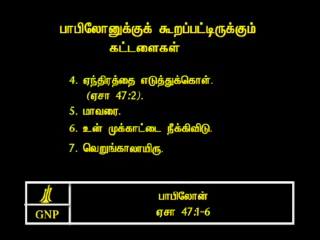 பாபிலோனுக்குக் கூறப்பட்டிருக்கும்
கட்டளைகள்
4. ஏந்திரத்தை எடுத்துக்கொள்.
(ஏசா 47:2).
5. மாவரை.
6. உன் முக்காட்டை நீக்கிவிடு.
7. வெறுங்காலாயிரு.
GNP
பாபிலோன்
ஏசா 47:1-6